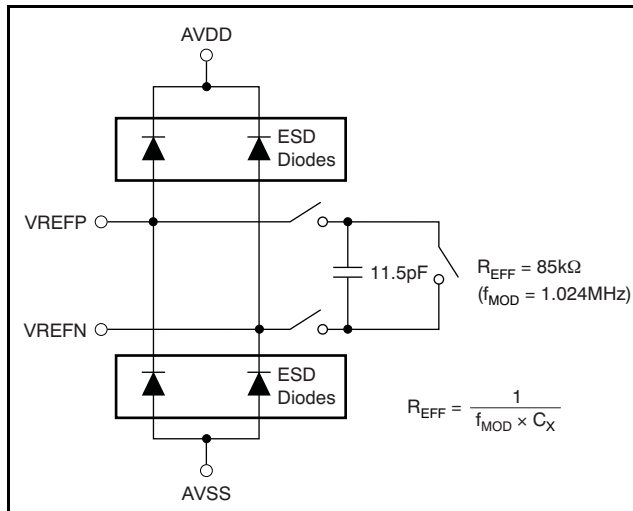 AVDD
ESD
Diodes
VREFP
11.5pF
R_EFF = 85kΩ
(f_MOD = 1.024MHz)
VREFN
ESD
Diodes
R_EFF = 1 / (f_MOD × C_X)
AVSS